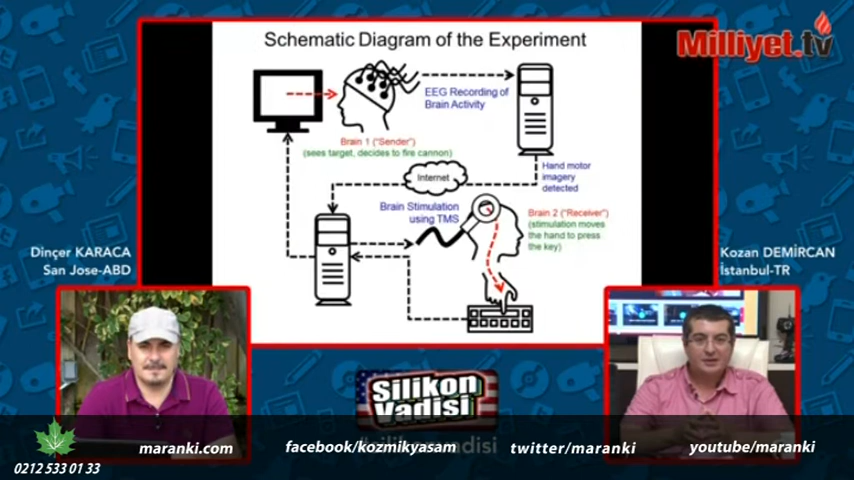 Schematic Diagram of the Experiment
Milliyet.tv
EEG Recording of
Brain Activity
Brain 1 ("Sender")
(sees target, decides to fire cannon)
Hand motor
imagery
detected
Internet
Brain Stimulation
using TMS
Brain 2 ("Receiver")
(stimulation moves
the hand to press
the key)
Dinçer KARACA
San Jose-ABD
Kozan DEMİRCAN
İstanbul-TR
Silikon
Vadisi
maranki.com
facebook/kozmikyasam
twitter/maranki
youtube/maranki
0212 533 01 33